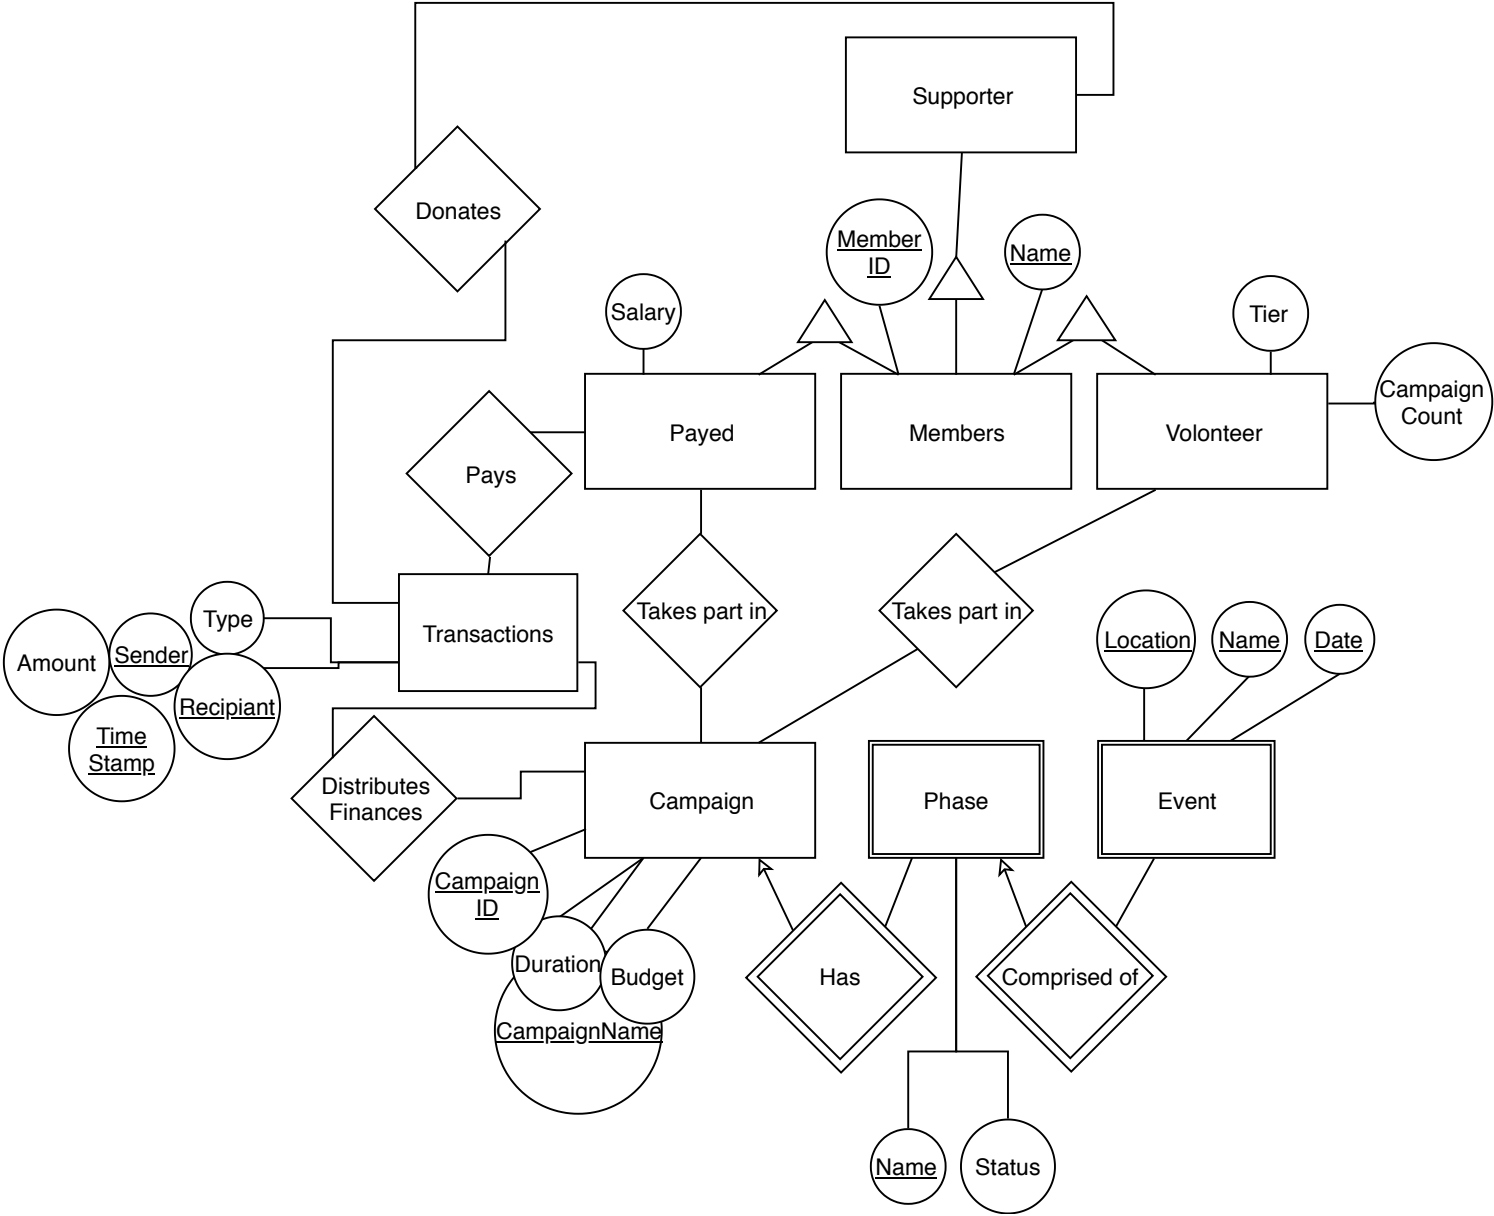 Supporter
Donates
Member
ID
Name
Salary
Tier
Campaign
Count
Payed
Members
Volonteer
Pays
Takes part in
Takes part in
Type
Transactions
Amount
Sender
Recipiant
Time
Stamp
Location
Name
Date
Distributes
Finances
Campaign
Phase
Event
Campaign
ID
Duration
Budget
CampaignName
Has
Comprised of
Name
Status